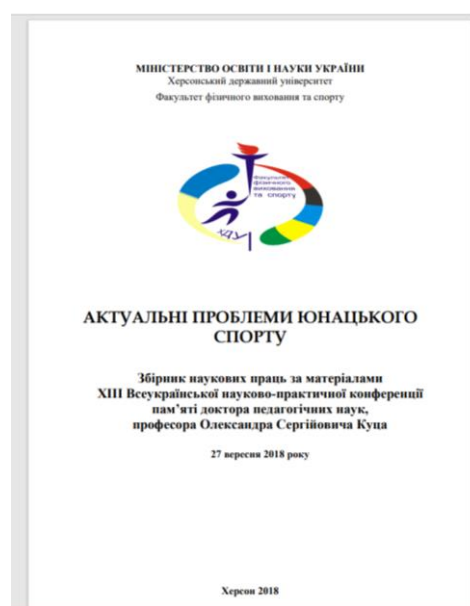 МІНІСТЕРСТВО ОСВІТИ І НАУКИ УКРАЇНИ
Херсонський державний університет
Факультет фізичного виховання та спорту
Факультет
фізичного
виховання
та спорту
ХДУ
АКТУАЛЬНІ ПРОБЛЕМИ ЮНАЦЬКОГО
СПОРТУ
Збірник наукових праць за матеріалами
XIII Всеукраїнської науково-практичної конференції
пам’яті доктора педагогічних наук,
професора Олександра Сергійовича Куца
27 вересня 2018 року
Херсон 2018